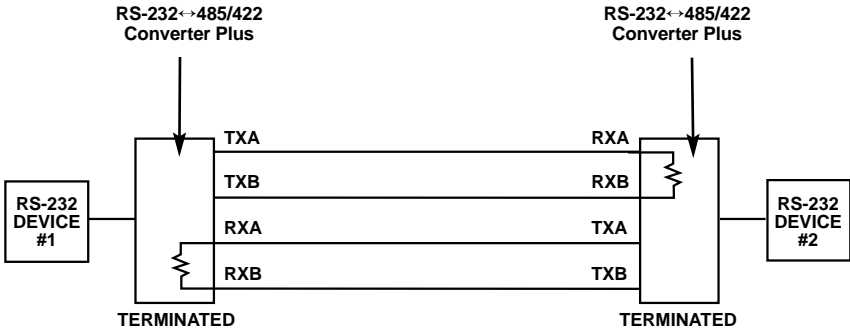 RS-232↔485/422
Converter Plus
RS-232↔485/422
Converter Plus
TXA
RXA
TXB
RXB
RS-232
DEVICE
#1
RS-232
DEVICE
#2
RXA
TXA
RXB
TXB
TERMINATED
TERMINATED